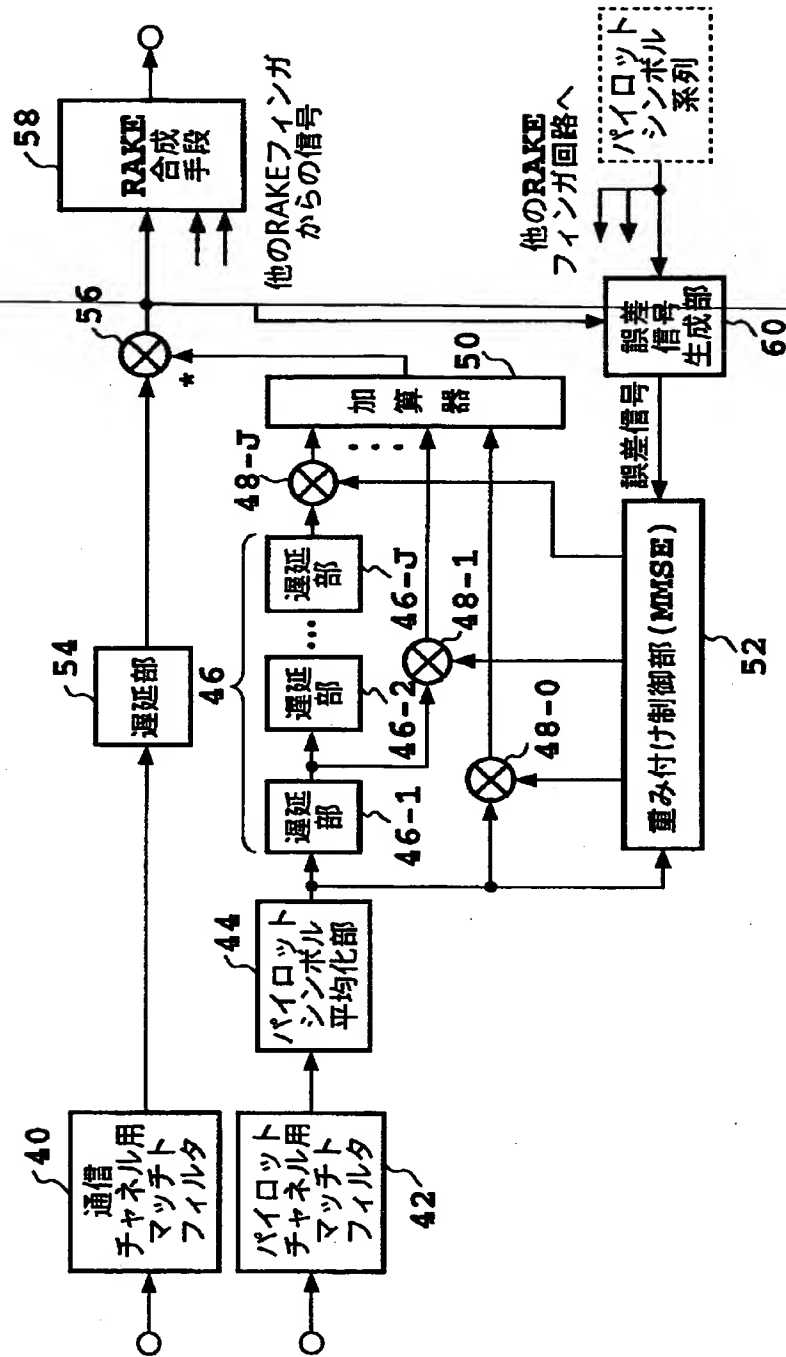 40
通信
チャネル用
マッチト
フィルタ
パイロット
チャネル用
マッチト
フィルタ
42
44
パイロット
シンボル
平均化部
54
遅延部
46
遅延
部
46-1
遅延
部
46-2
...
遅延
部
46-J
48-J
48-1
48-0
加算器
50
...
重み付け制御部(MMSE)
52
56
*
58
RAKE
合成
手段
他のRAKEフィンガ
からの信号
他のRAKE
フィンガ回路へ
パイロット
シンボル
系列
誤差
信号
生成部
60
誤差信号